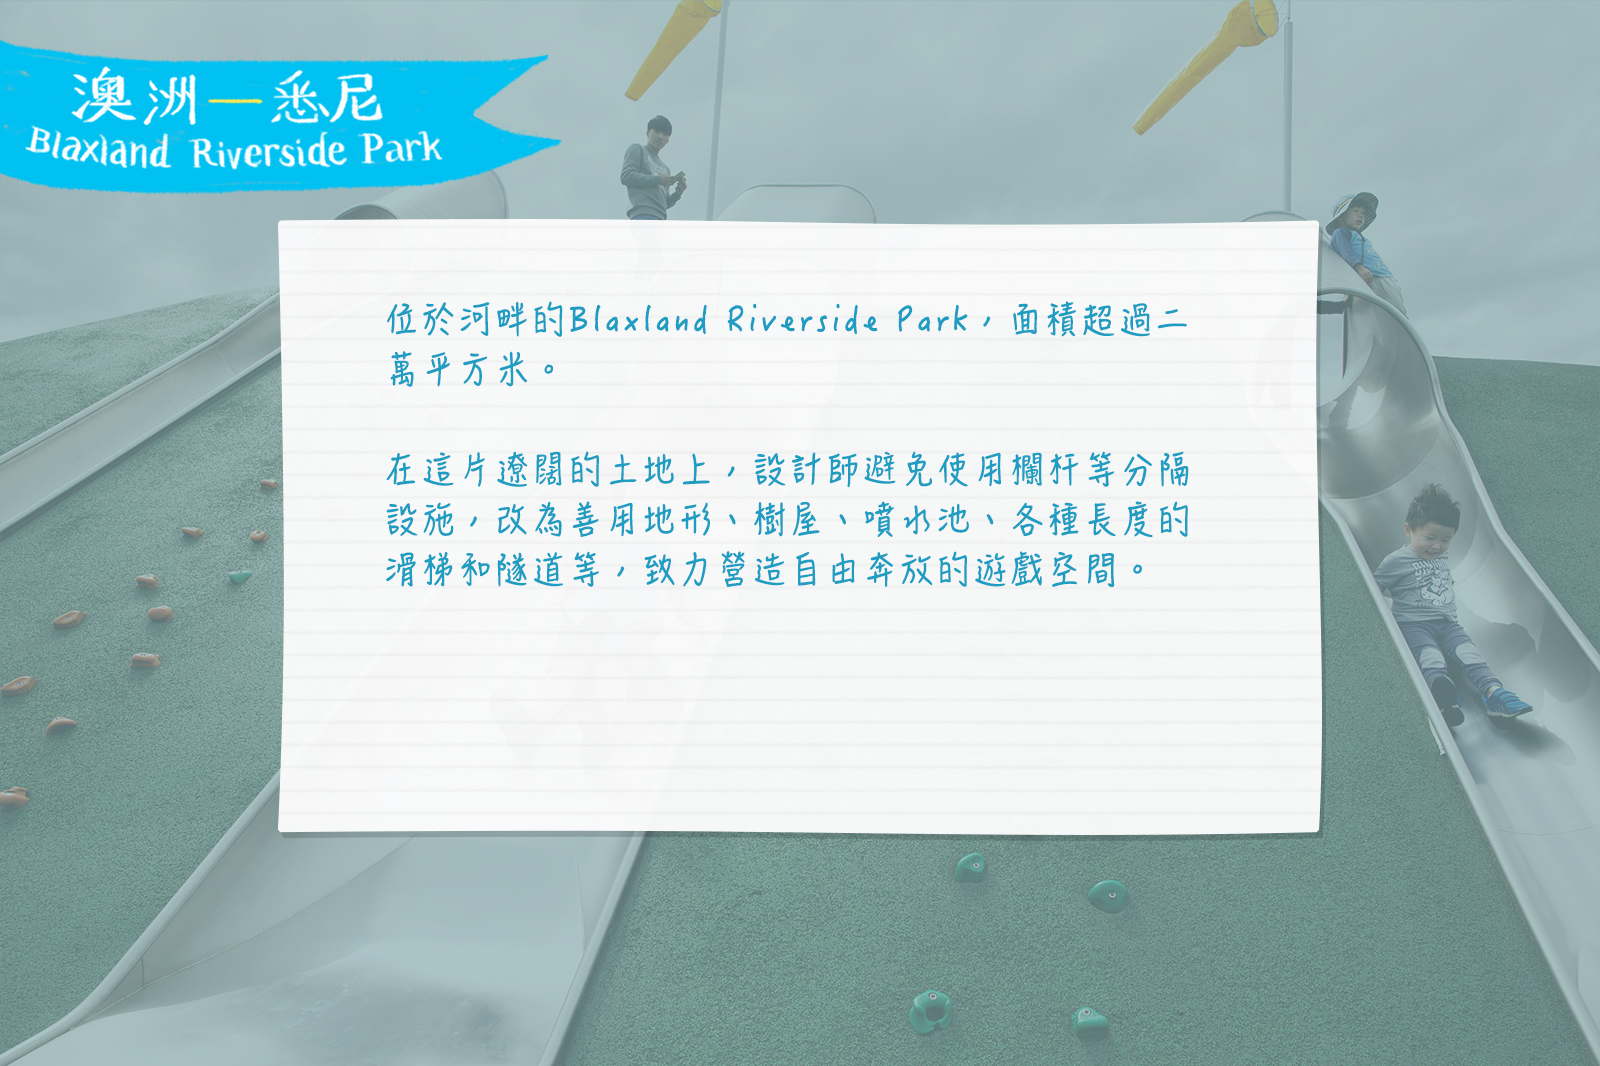 澳洲—悉尼
Blaxland Riverside Park
位於河畔的Blaxland Riverside Park，面積超過二
萬平方米。
在這片遼闊的土地上，設計師避免使用欄杆等分隔
設施，改為善用地形、樹屋、噴水池、各種長度的
滑梯和隧道等，致力營造自由奔放的遊戲空間。